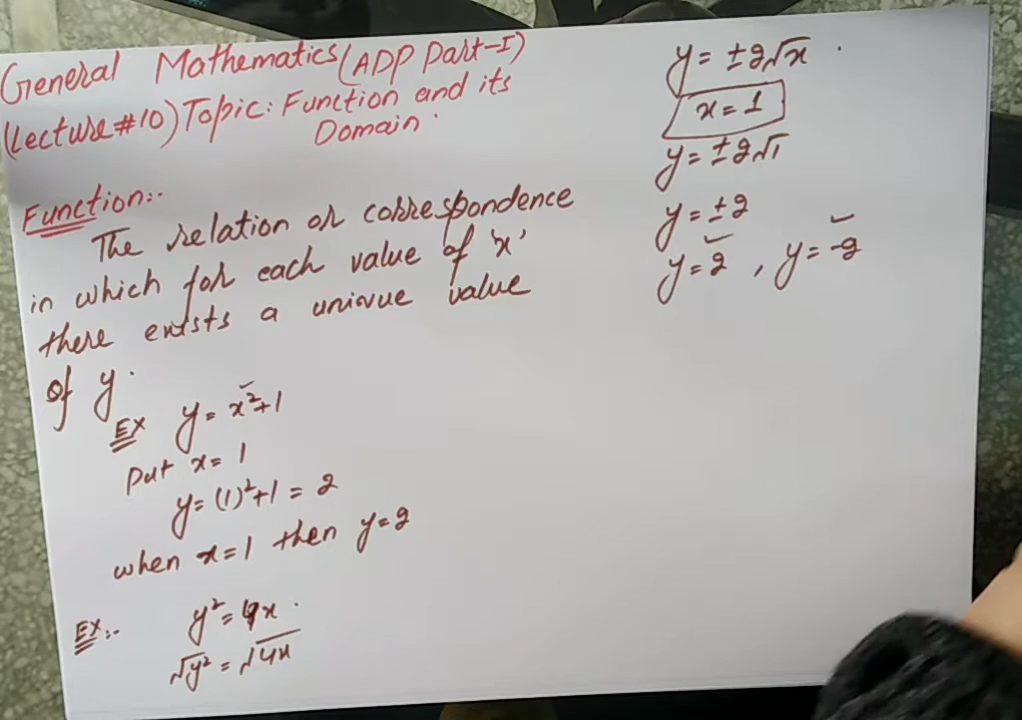 General Mathematics (ADP Part-I)
(Lecture #10) Topic: Function and its
Domain.
Function:-
The relation or correspondence
in which for each value of 'x'
there exists a unique value
of y.
Ex y = x²+1
Put x = 1
y = (1)²+1 = 2
when x=1 then y=2
Ex:- y² = 4x.
√y² = √4x
y = ±2√x
x = 1
y = ±2√1
y = ±2
y = 2 , y = -2